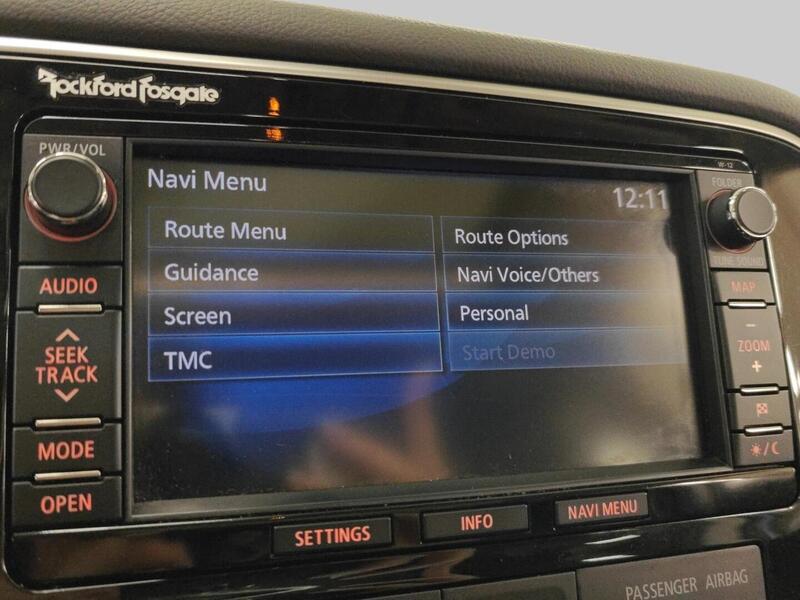 Rockford Fosgate
PWR/VOL
W-12
FOLDER
Navi Menu
12:11
Route Menu
Route Options
Guidance
Navi Voice/Others
Screen
Personal
TMC
Start Demo
AUDIO
SEEK
TRACK
MODE
OPEN
TUNE SOUND
MAP
−
ZOOM
+
SETTINGS
INFO
NAVI MENU
PASSENGER AIRBAG